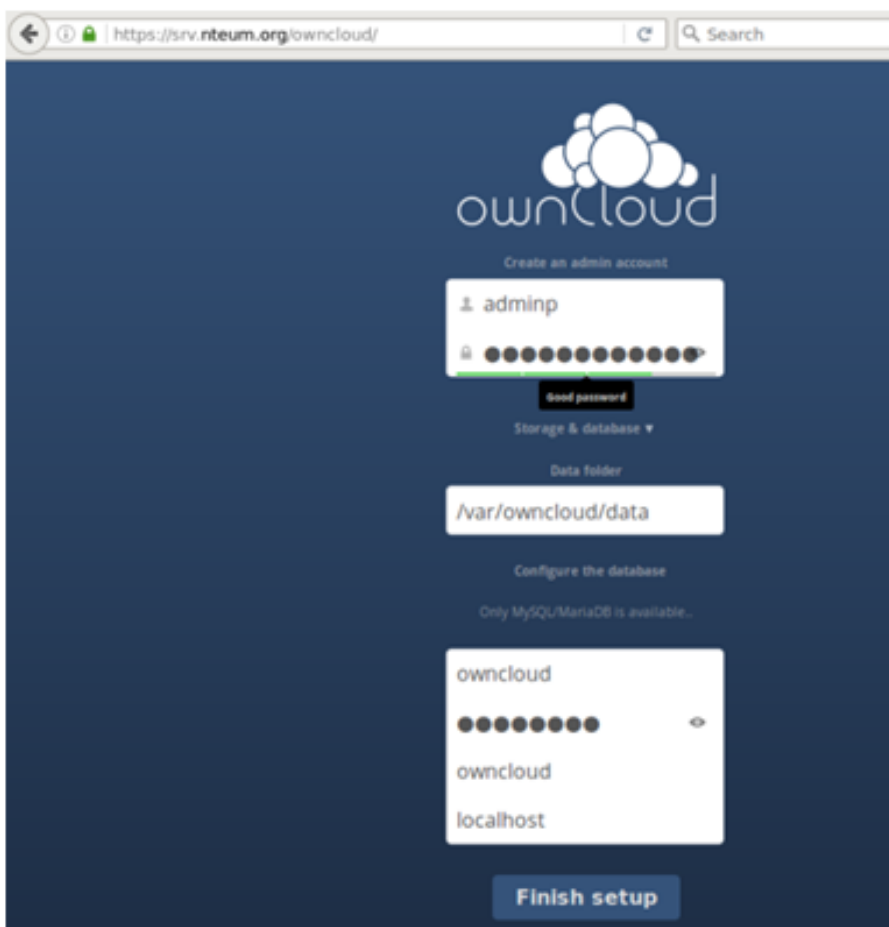 https://srv.nteum.org/owncloud/
Search
ownCloud
Create an admin account
adminp
●●●●●●●●●●●●
Good password
Storage & database ▾
Data folder
/var/owncloud/data
Configure the database
Only MySQL/MariaDB is available..
owncloud
●●●●●●●●
owncloud
localhost
Finish setup